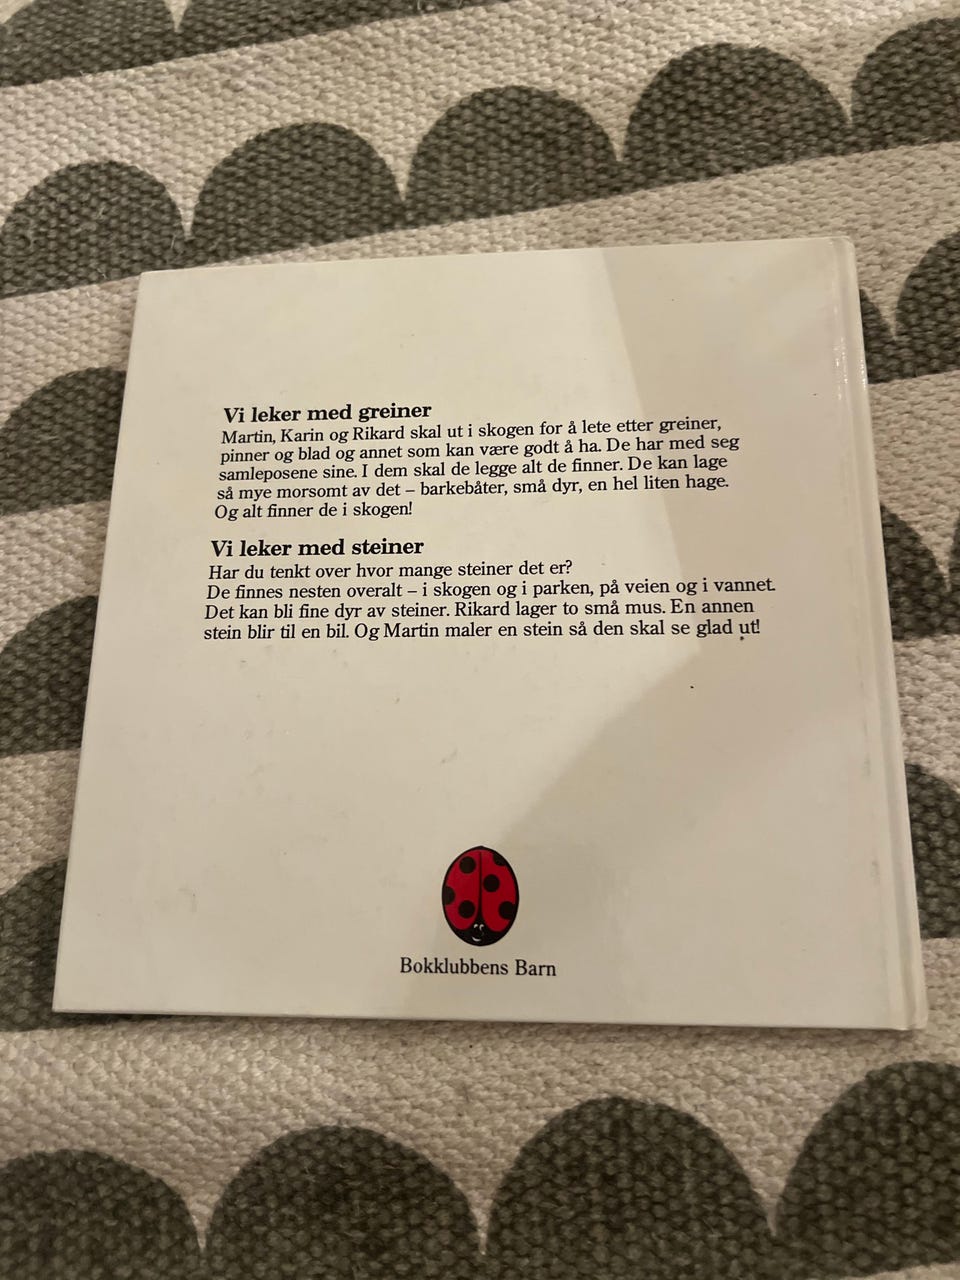 Vi leker med greiner
Martin, Karin og Rikard skal ut i skogen for å lete etter greiner,
pinner og blad og annet som kan være godt å ha. De har med seg
samleposene sine. I dem skal de legge alt de finner. De kan lage
så mye morsomt av det – barkebåter, små dyr, en hel liten hage.
Og alt finner de i skogen!
Vi leker med steiner
Har du tenkt over hvor mange steiner det er?
De finnes nesten overalt – i skogen og i parken, på veien og i vannet.
Det kan bli fine dyr av steiner. Rikard lager to små mus. En annen
stein blir til en bil. Og Martin maler en stein så den skal se glad ut!
Bokklubbens Barn